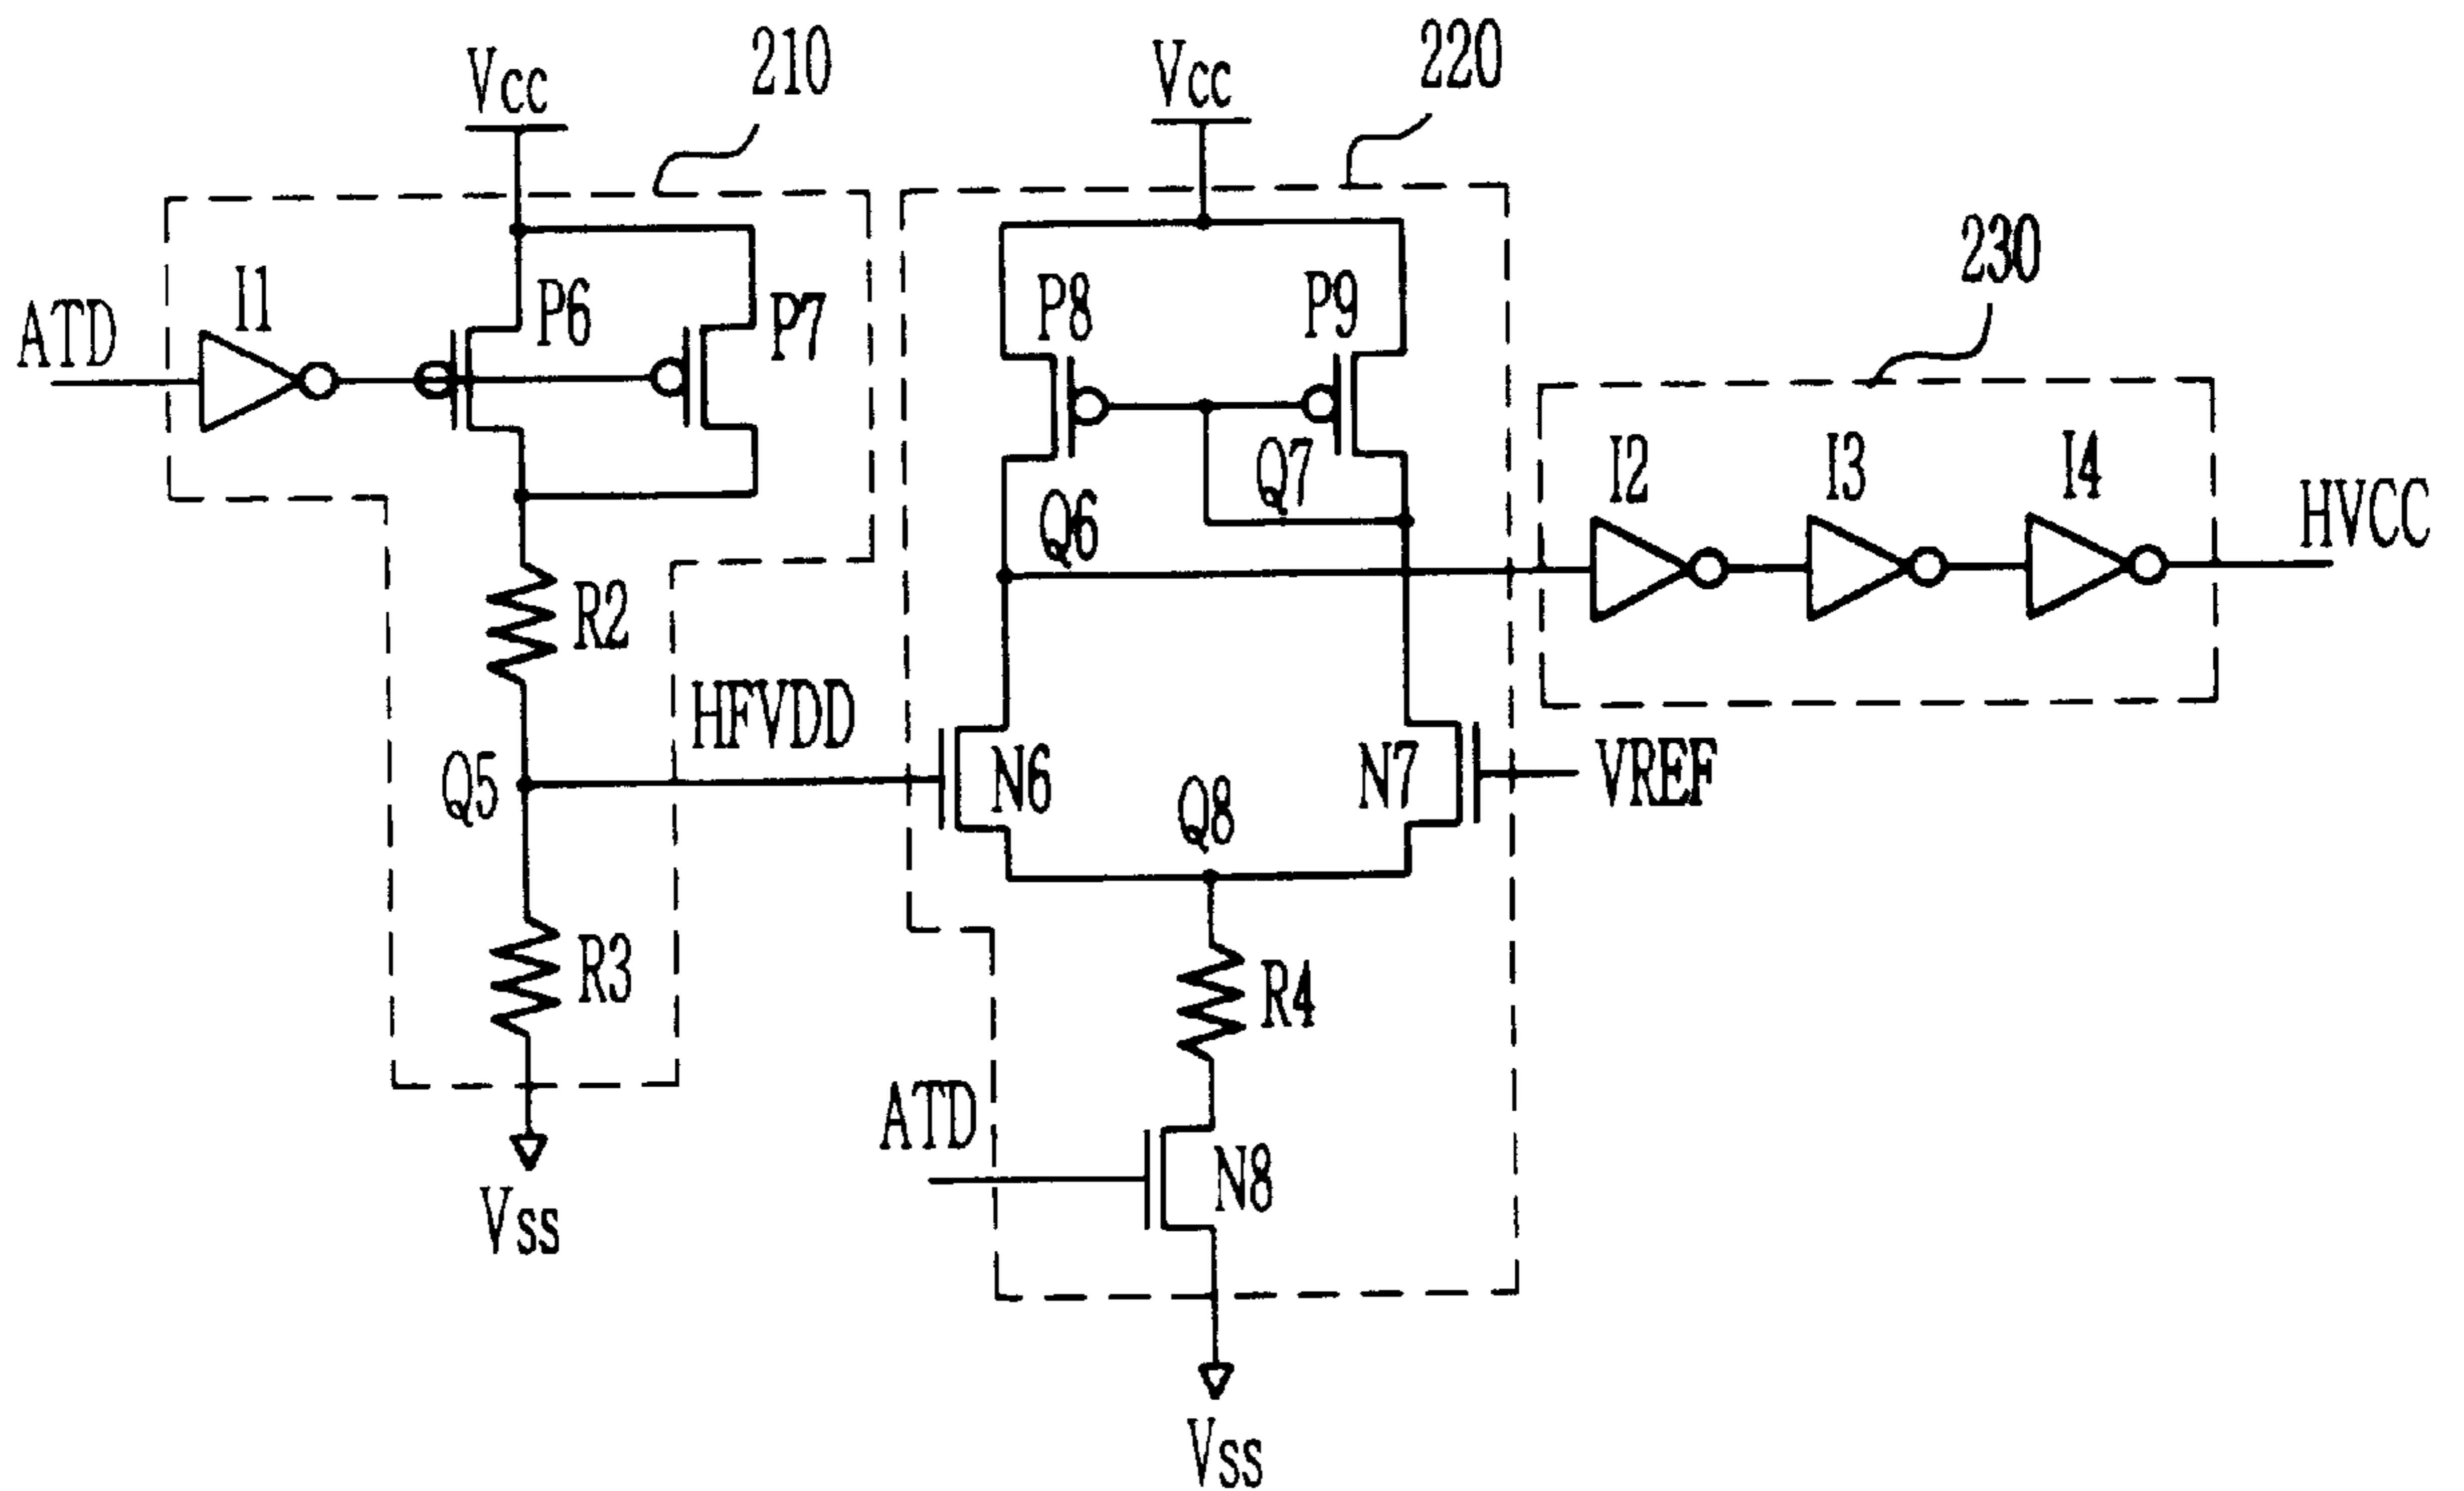 Vcc
210
Vcc
220
230
ATD
I1
P6
P7
P8
P9
Q7
Q6
I2
I3
I4
HVCC
R2
HFVDD
Q5
N6
N7
VREF
Q8
R3
R4
ATD
N8
Vss
Vss